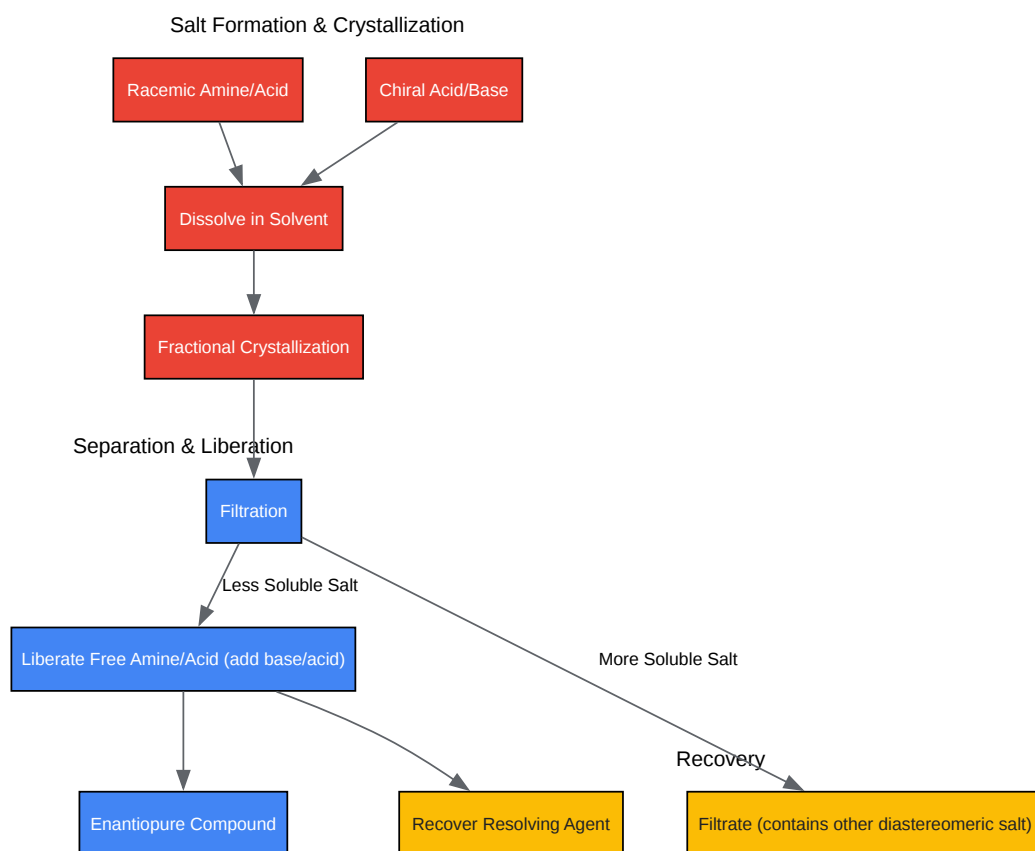 Salt Formation & Crystallization
Racemic Amine/Acid
Chiral Acid/Base
Dissolve in Solvent
Fractional Crystallization
Separation & Liberation
Filtration
Less Soluble Salt
Liberate Free Amine/Acid (add base/acid)
More Soluble Salt
Recovery
Enantiopure Compound
Recover Resolving Agent
Filtrate (contains other diastereomeric salt)